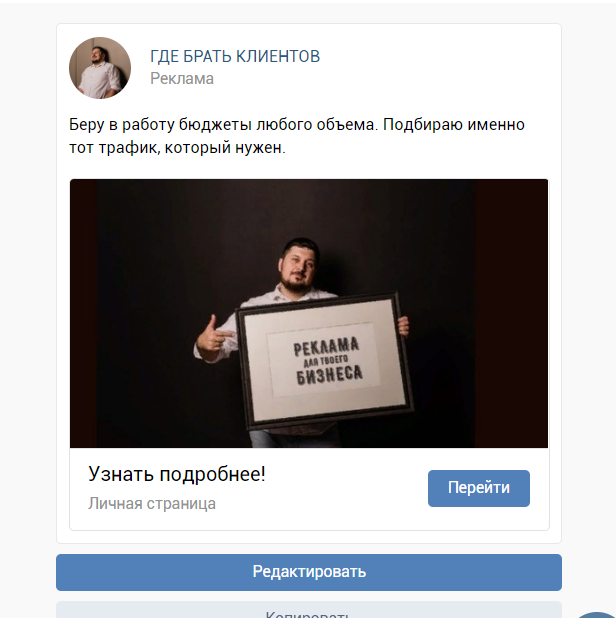 ГДЕ БРАТЬ КЛИЕНТОВ
Реклама
Беру в работу бюджеты любого объема. Подбираю именно
тот трафик, который нужен.
РЕКЛАМА
ДЛЯ ТВОЕГО
БИЗНЕСА
Узнать подробнее!
Личная страница
Перейти
Редактировать
Копировать